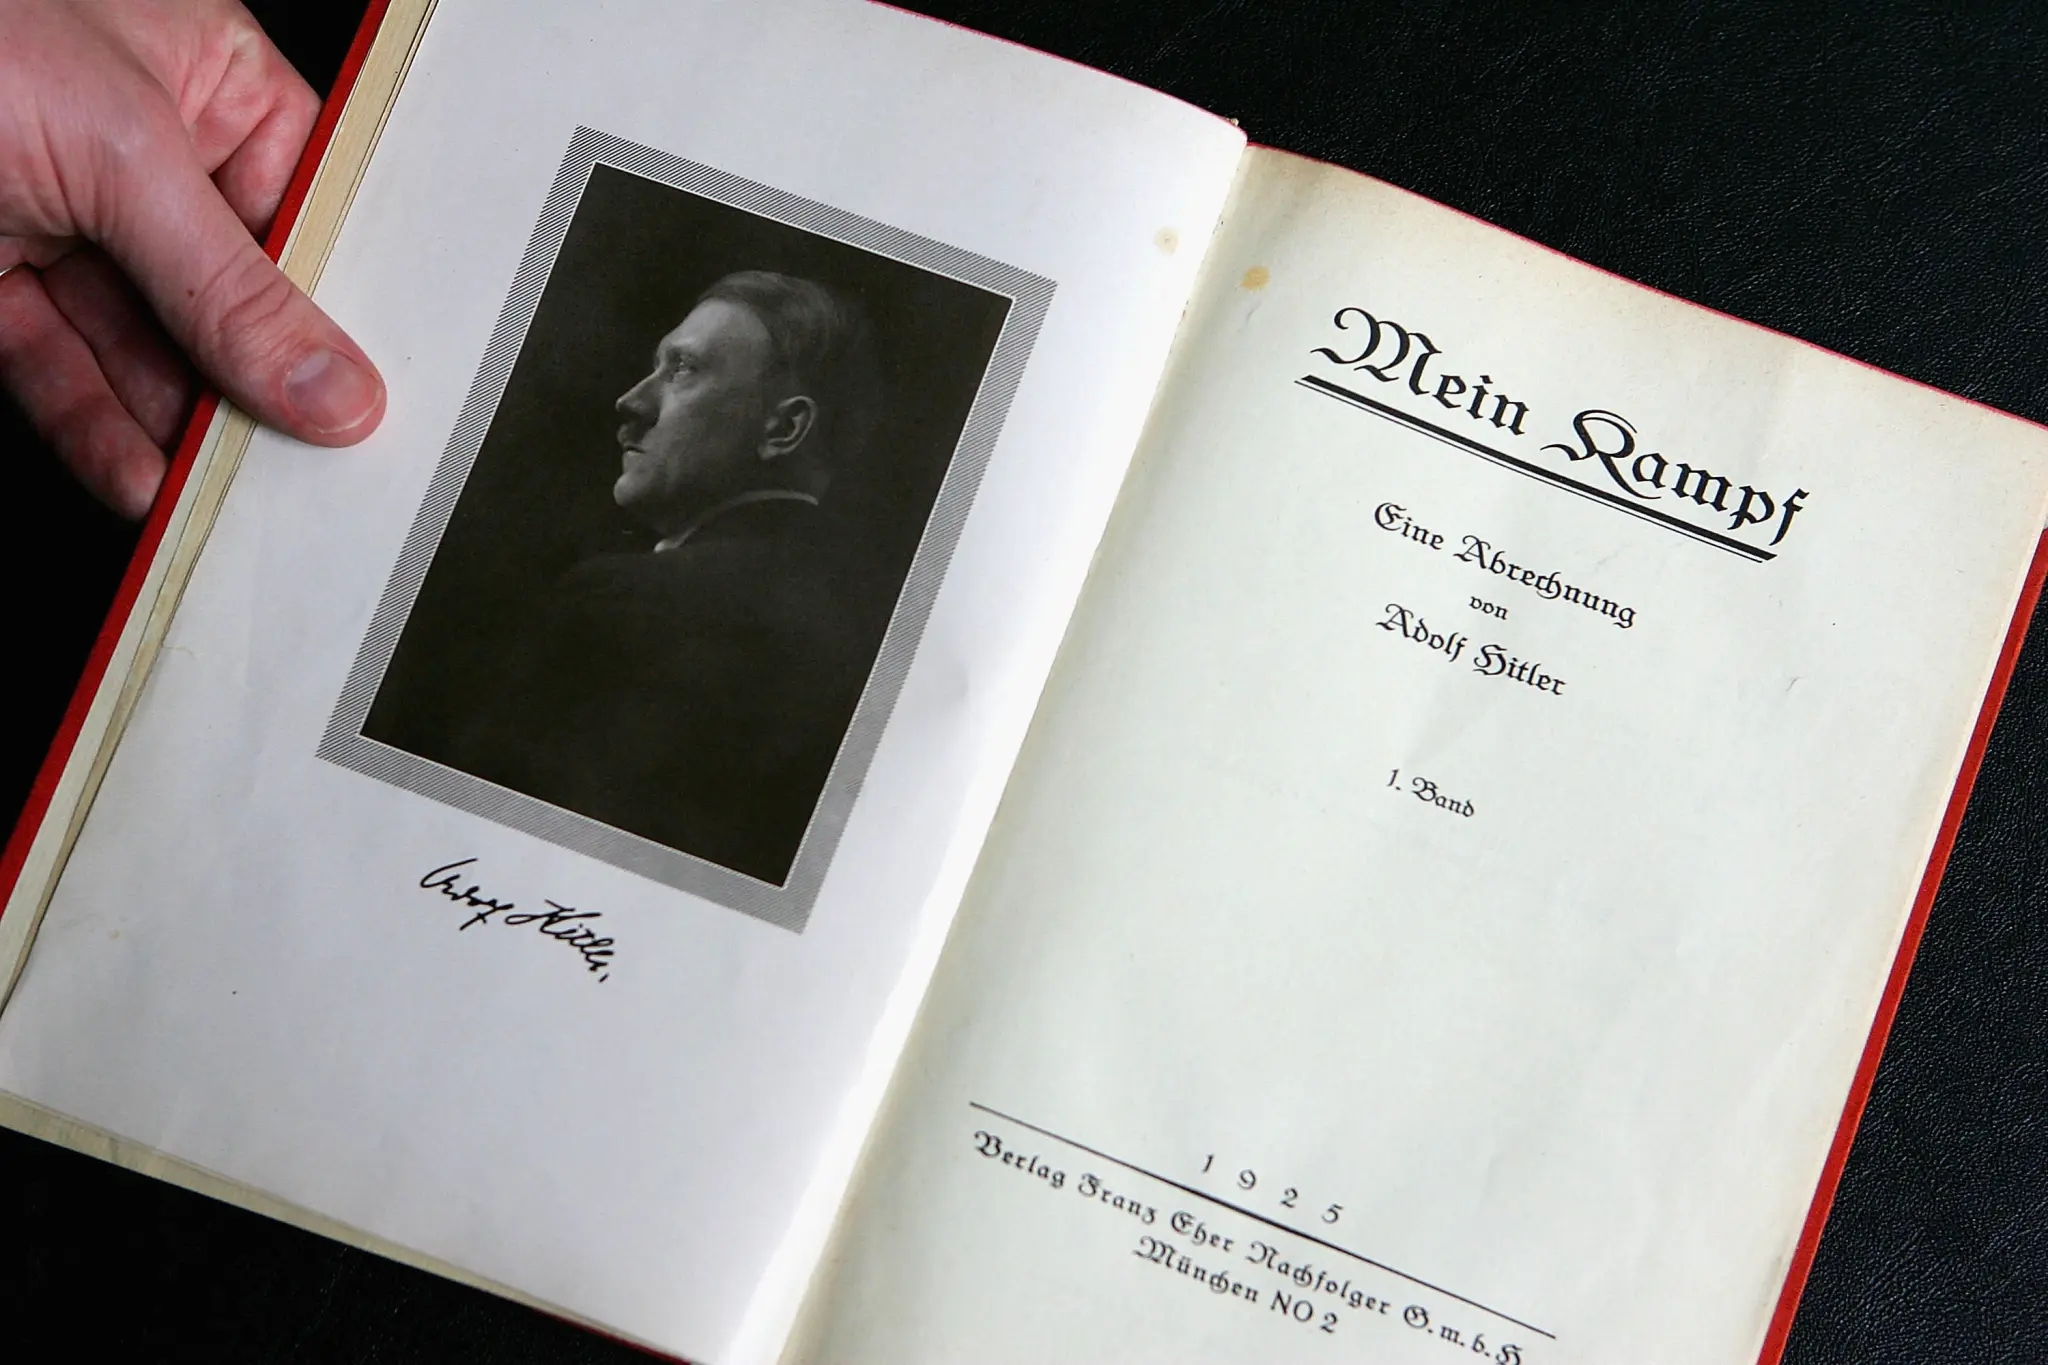 Adolf Hitler.
Mein Kampf
Eine Abrechnung
von
Adolf Hitler
1. Band
1925
Verlag Franz Eher Nachfolger G.m.b.H
München NO 2